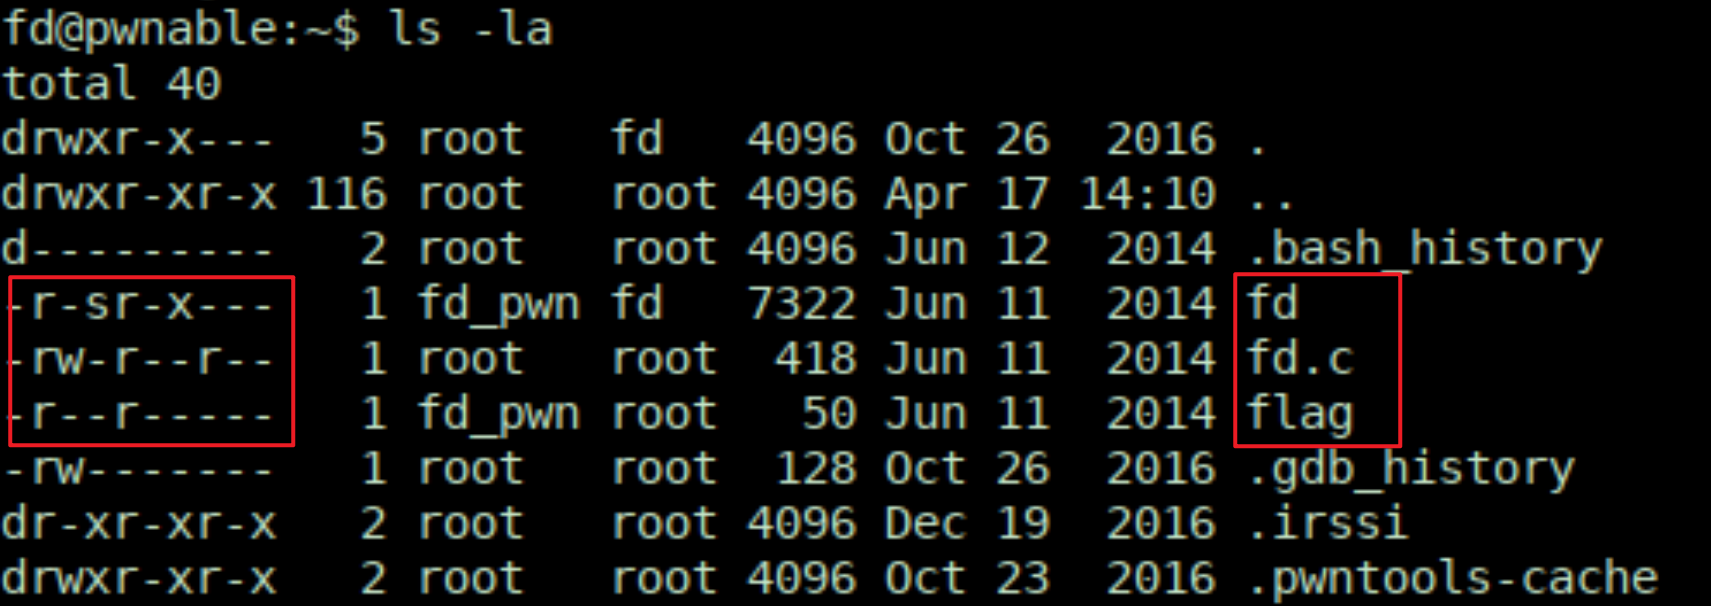 fd@pwnable:~$ ls -la
total 40
drwxr-x---   5 root   fd   4096 Oct 26  2016 .
drwxr-xr-x 116 root   root 4096 Apr 17 14:10 ..
d---------   2 root   root 4096 Jun 12  2014 .bash_history
-r-sr-x---   1 fd_pwn fd   7322 Jun 11  2014 fd
-rw-r--r--   1 root   root  418 Jun 11  2014 fd.c
-r--r-----   1 fd_pwn root   50 Jun 11  2014 flag
-rw-------   1 root   root  128 Oct 26  2016 .gdb_history
dr-xr-xr-x   2 root   root 4096 Dec 19  2016 .irssi
drwxr-xr-x   2 root   root 4096 Oct 23  2016 .pwntools-cache